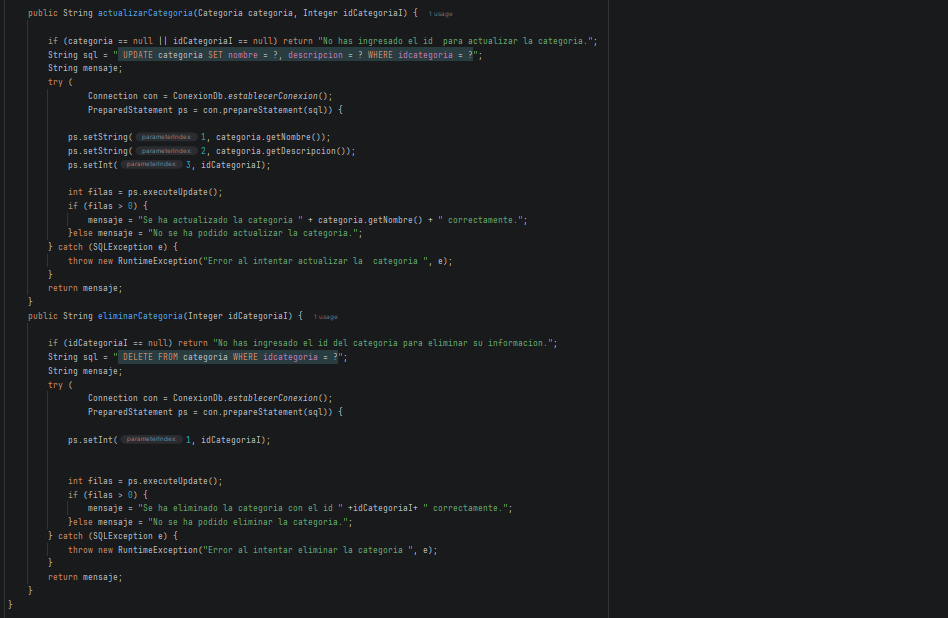 public String actualizarCategoria(Categoria categoria, Integer idCategoriaI) { 1 usage
if (categoria == null || idCategoriaI == null) return "No has ingresado el id  para actualizar la categoria.";
String sql = " UPDATE categoria SET nombre = ?, descripcion = ? WHERE idcategoria = ?";
String mensaje;
try (
Connection con = ConexionDb.establecerConexion();
PreparedStatement ps = con.prepareStatement(sql)) {
ps.setString( parameterIndex: 1, categoria.getNombre());
ps.setString( parameterIndex: 2, categoria.getDescripcion());
ps.setInt( parameterIndex: 3, idCategoriaI);
int filas = ps.executeUpdate();
if (filas > 0) {
mensaje = "Se ha actualizado la categoria " + categoria.getNombre() + " correctamente.";
}else mensaje = "No se ha podido actualizar la categoria.";
} catch (SQLException e) {
throw new RuntimeException("Error al intentar actualizar la  categoria ", e);
}
return mensaje;
}
public String eliminarCategoria(Integer idCategoriaI) { 1 usage
if (idCategoriaI == null) return "No has ingresado el id del categoria para eliminar su informacion.";
String sql = " DELETE FROM categoria WHERE idcategoria = ?";
String mensaje;
try (
Connection con = ConexionDb.establecerConexion();
PreparedStatement ps = con.prepareStatement(sql)) {
ps.setInt( parameterIndex: 1, idCategoriaI);
int filas = ps.executeUpdate();
if (filas > 0) {
mensaje = "Se ha eliminado la categoria con el id " +idCategoriaI+ " correctamente.";
}else mensaje = "No se ha podido eliminar la categoria.";
} catch (SQLException e) {
throw new RuntimeException("Error al intentar eliminar la categoria ", e);
}
return mensaje;
}
}